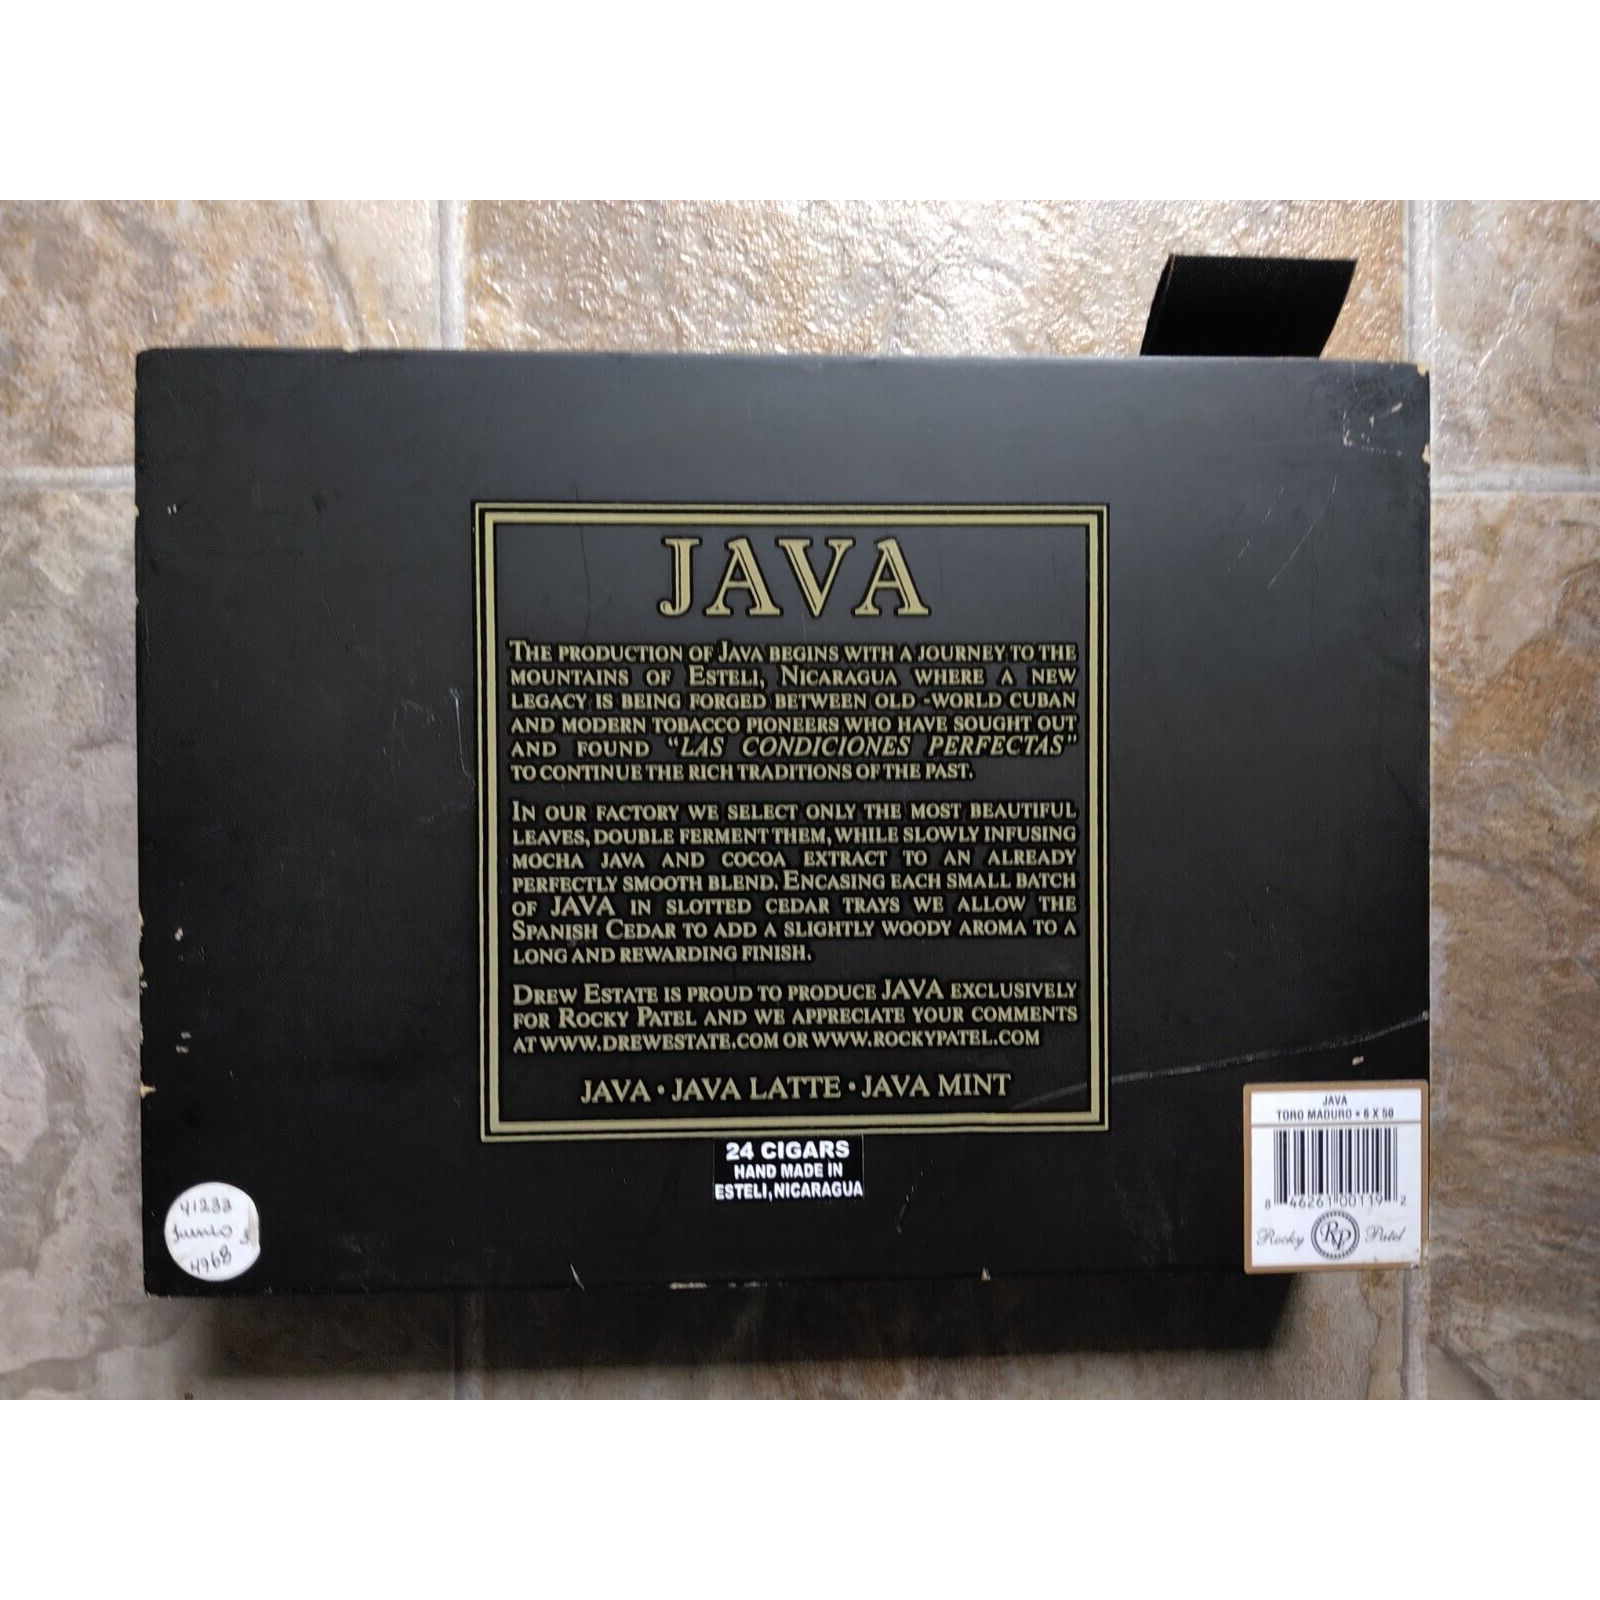 JAVA
The production of Java begins with a journey to the
mountains of Esteli, Nicaragua where a new
legacy is being forged between old -world Cuban
and modern tobacco pioneers who have sought out
and found "LAS CONDICIONES PERFECTAS"
to continue the rich traditions of the past.
In our factory we select only the most beautiful
leaves, double ferment them, while slowly infusing
mocha java and cocoa extract to an already
perfectly smooth blend. Encasing each small batch
of JAVA in slotted cedar trays we allow the
Spanish Cedar to add a slightly woody aroma to a
long and rewarding finish.
Drew Estate is proud to produce JAVA exclusively
for Rocky Patel and we appreciate your comments
at www.drewestate.com or www.rockypatel.com
JAVA • JAVA LATTE • JAVA MINT
24 CIGARS
HAND MADE IN
ESTELI, NICARAGUA
JAVA
TORO MADURO • 6 X 50
8 46261 00119 2
Rocky RP Patel
41233
Junio
4968